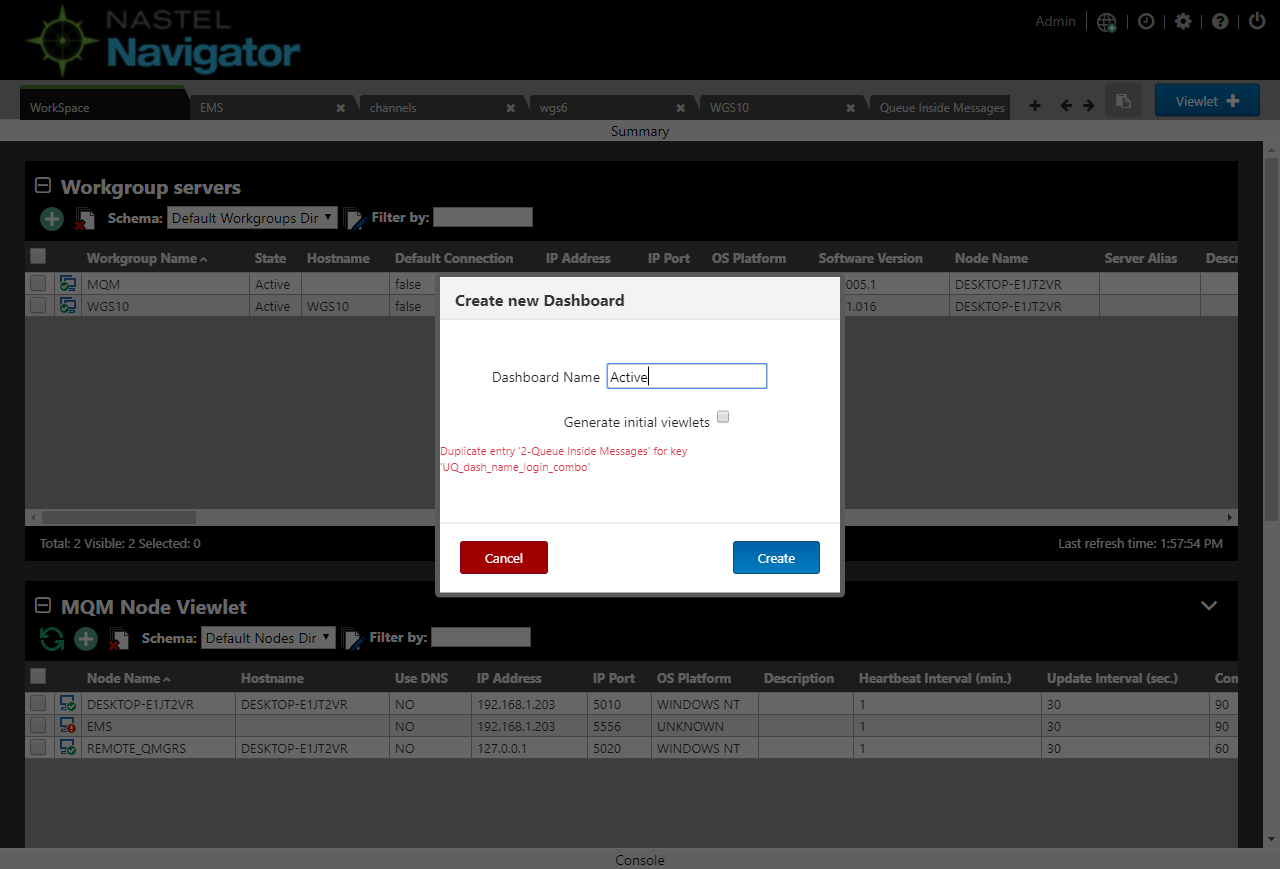 NASTEL
Navigator
Admin
WorkSpace EMS channels wgs6 WGS10 Queue Inside Messages Viewlet
Summary
Workgroup servers
Schema: Default Workgroups Dir Filter by:
Workgroup Name State Hostname Default Connection IP Address IP Port OS Platform Software Version Node Name Server Alias Descr
MQM Active false 005.1 DESKTOP-E1JT2VR
WGS10 Active WGS10 false 1.016 DESKTOP-E1JT2VR
Create new Dashboard
Dashboard Name Active
Generate initial viewlets
Duplicate entry '2-Queue Inside Messages' for key
'UQ_dash_name_login_combo'
Cancel Create
Total: 2 Visible: 2 Selected: 0 Last refresh time: 1:57:54 PM
MQM Node Viewlet
Schema: Default Nodes Dir Filter by:
Node Name Hostname Use DNS IP Address IP Port OS Platform Description Heartbeat Interval (min.) Update Interval (sec.) Con
DESKTOP-E1JT2VR DESKTOP-E1JT2VR NO 192.168.1.203 5010 WINDOWS NT 1 30 90
EMS NO 192.168.1.203 5556 UNKNOWN 1 30 90
REMOTE_QMGRS DESKTOP-E1JT2VR NO 127.0.0.1 5020 WINDOWS NT 1 30 60
Console